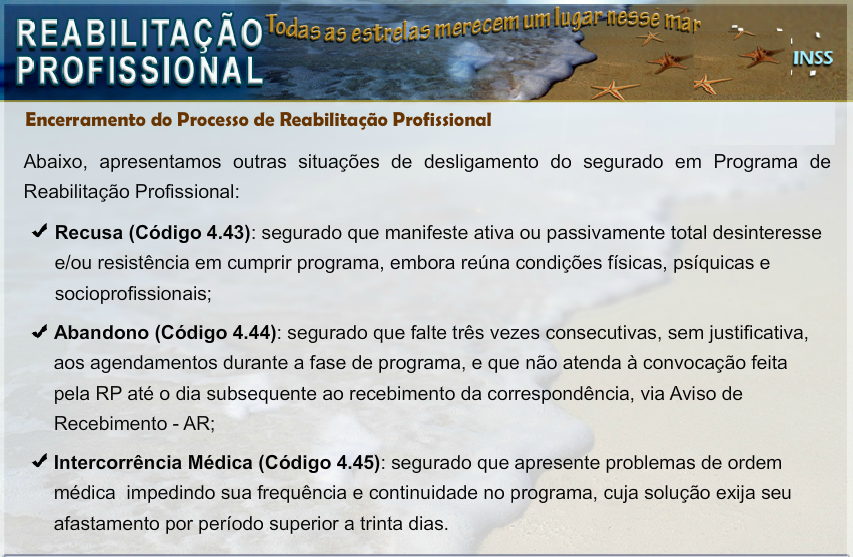 REABILITAÇÃO
PROFISSIONAL
Todas as estrelas merecem um lugar nesse mar
INSS
Encerramento do Processo de Reabilitação Profissional
Abaixo, apresentamos outras situações de desligamento do segurado em Programa de
Reabilitação Profissional:
✔ Recusa (Código 4.43): segurado que manifeste ativa ou passivamente total desinteresse
e/ou resistência em cumprir programa, embora reúna condições físicas, psíquicas e
socioprofissionais;
✔ Abandono (Código 4.44): segurado que falte três vezes consecutivas, sem justificativa,
aos agendamentos durante a fase de programa, e que não atenda à convocação feita
pela RP até o dia subsequente ao recebimento da correspondência, via Aviso de
Recebimento - AR;
✔ Intercorrência Médica (Código 4.45): segurado que apresente problemas de ordem
médica  impedindo sua frequência e continuidade no programa, cuja solução exija seu
afastamento por período superior a trinta dias.